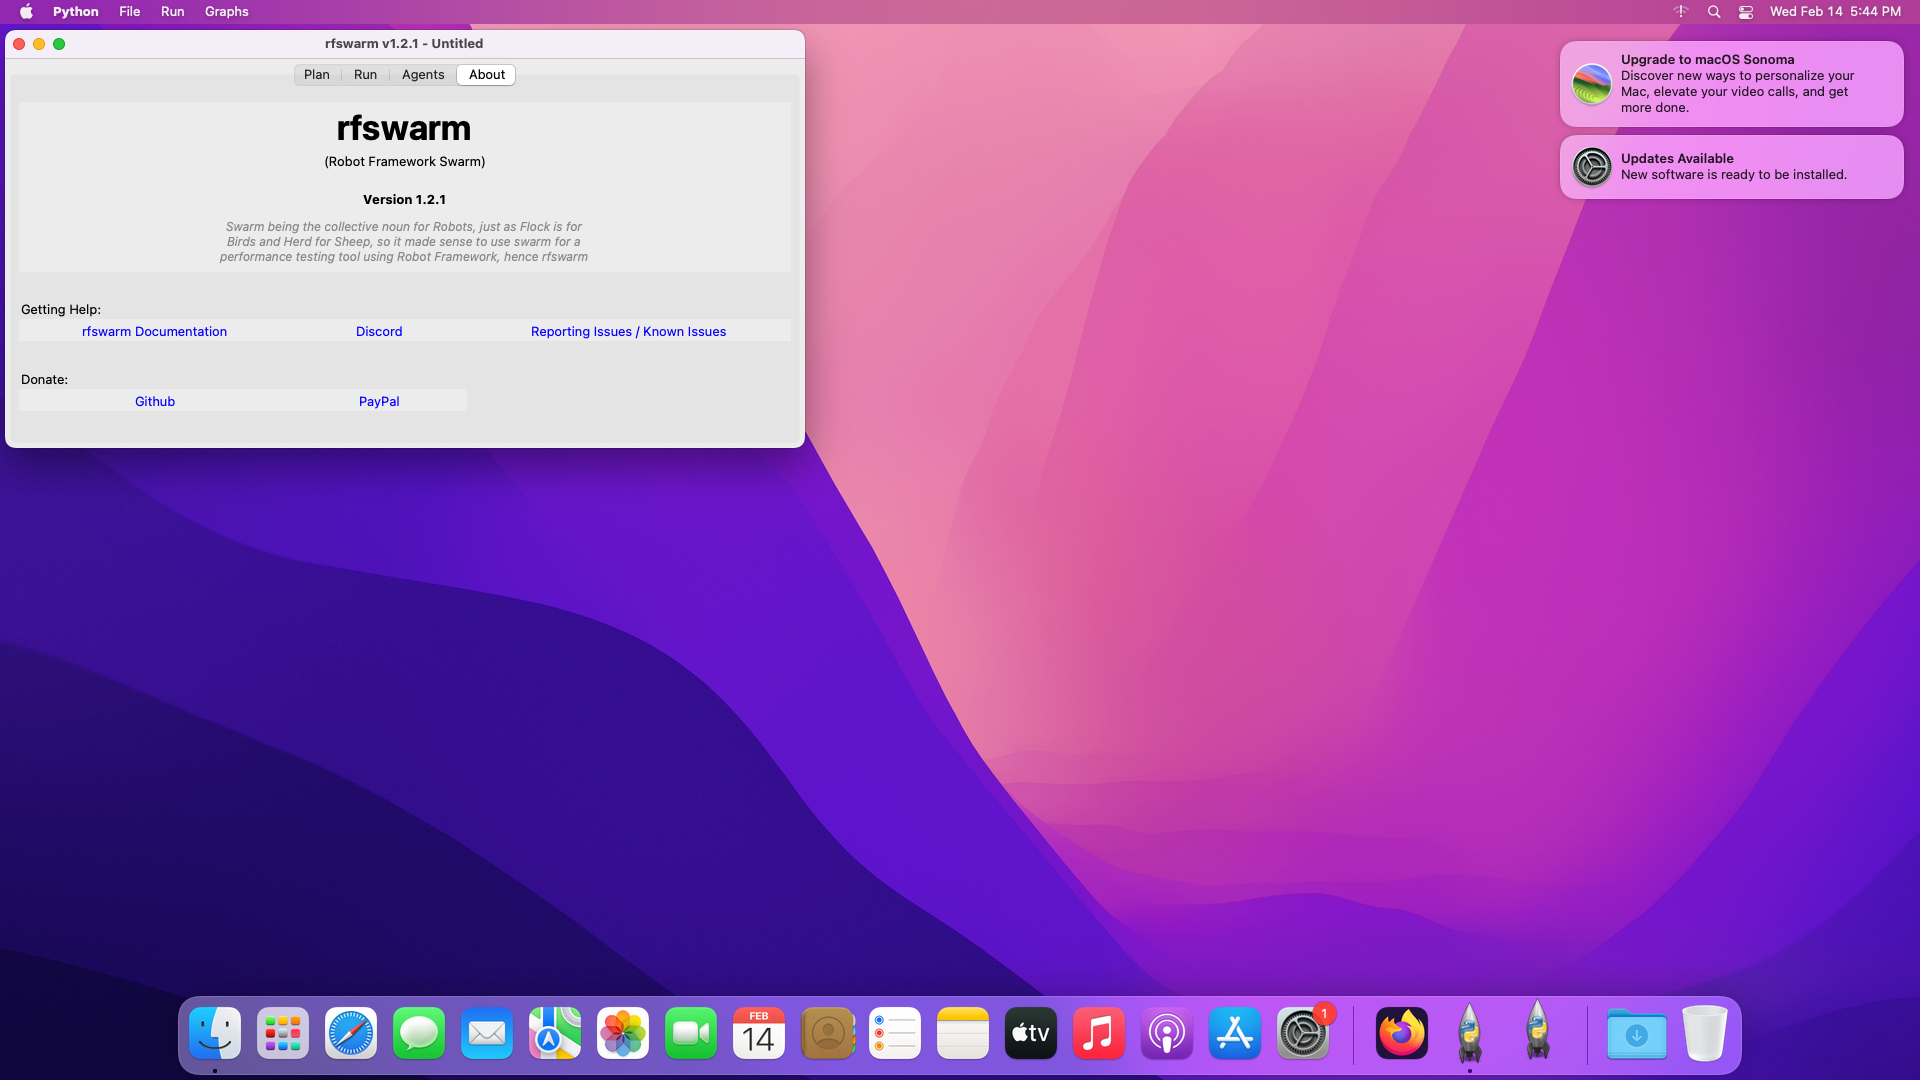 Python File Run Graphs
Wed Feb 14 5:44 PM
rfswarm v1.2.1 - Untitled
Plan Run Agents About
rfswarm
(Robot Framework Swarm)
Version 1.2.1
Swarm being the collective noun for Robots, just as Flock is for
Birds and Herd for Sheep, so it made sense to use swarm for a
performance testing tool using Robot Framework, hence rfswarm
Getting Help:
rfswarm Documentation Discord Reporting Issues / Known Issues
Donate:
Github PayPal
Upgrade to macOS Sonoma
Discover new ways to personalize your
Mac, elevate your video calls, and get
more done.
Updates Available
New software is ready to be installed.
FEB
14
tv
1